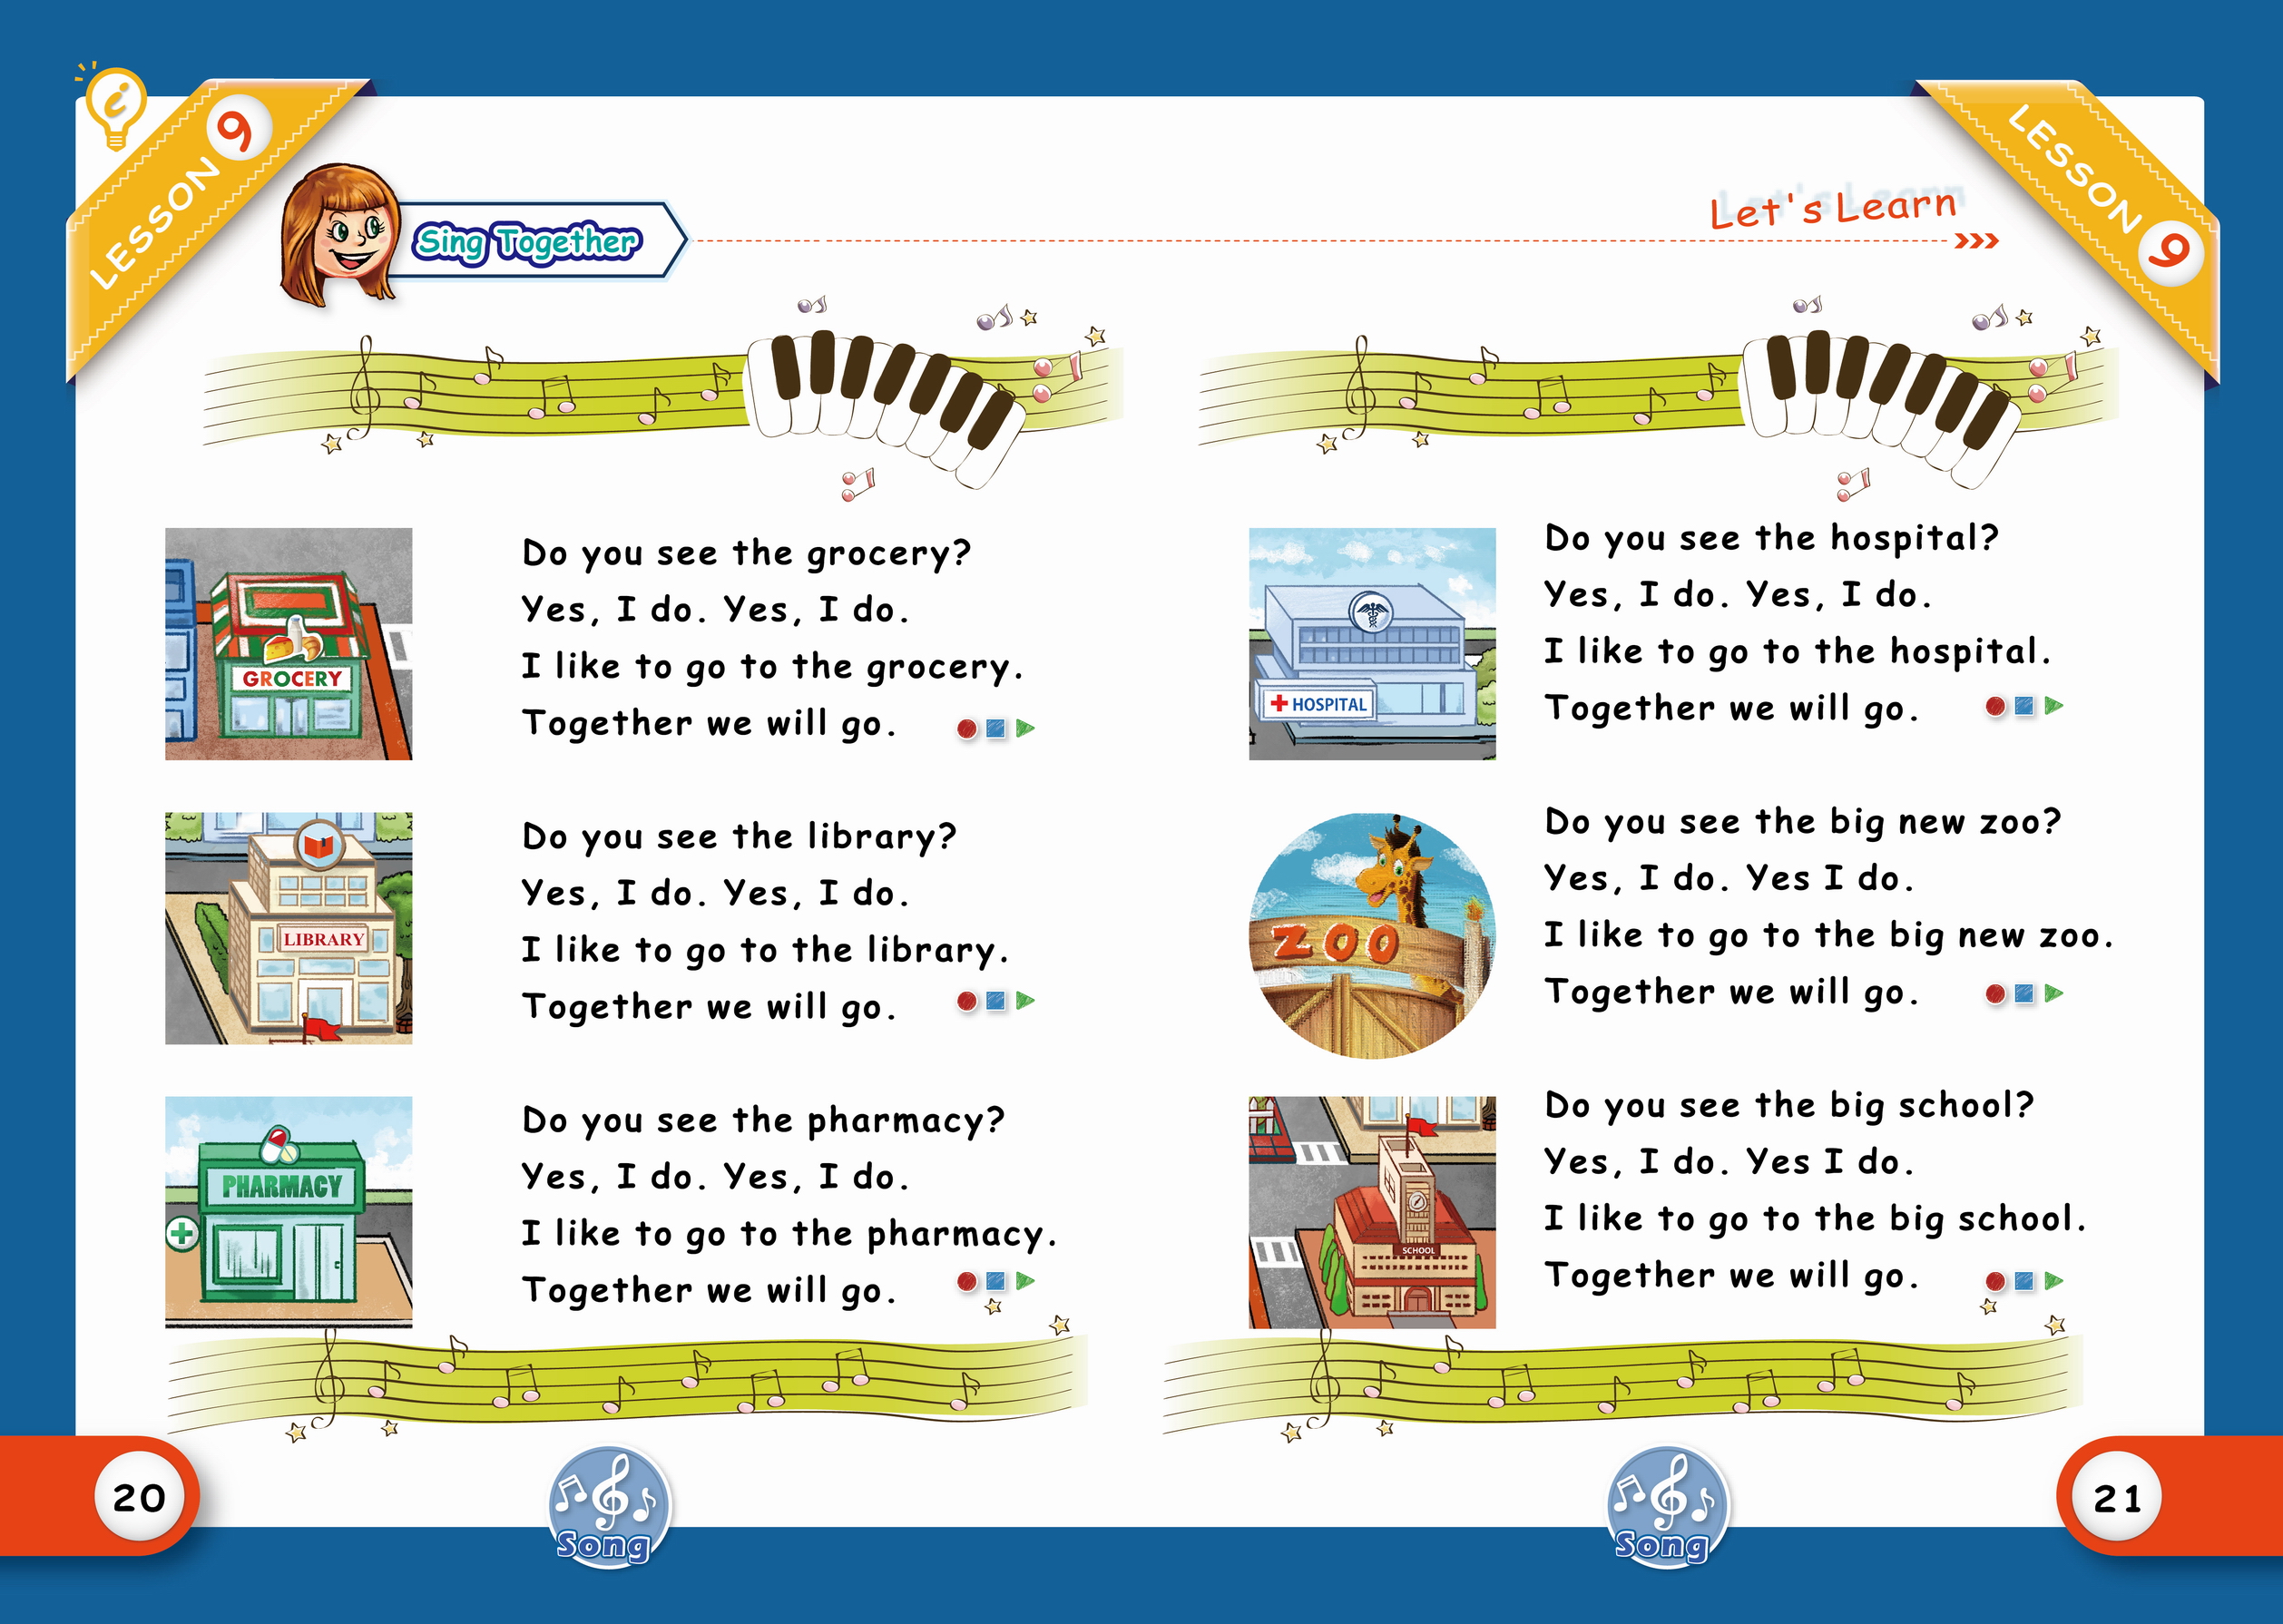 LESSON 9
Sing Together
Do you see the grocery?
Yes, I do. Yes, I do.
I like to go to the grocery.
Together we will go.
GROCERY
Do you see the library?
Yes, I do. Yes, I do.
I like to go to the library.
Together we will go.
LIBRARY
Do you see the pharmacy?
Yes, I do. Yes, I do.
I like to go to the pharmacy.
Together we will go.
PHARMACY
20
Song
LESSON 9
Let's Learn
Do you see the hospital?
Yes, I do. Yes, I do.
I like to go to the hospital.
Together we will go.
HOSPITAL
Do you see the big new zoo?
Yes, I do. Yes I do.
I like to go to the big new zoo.
Together we will go.
ZOO
Do you see the big school?
Yes, I do. Yes I do.
I like to go to the big school.
Together we will go.
SCHOOL
Song
21